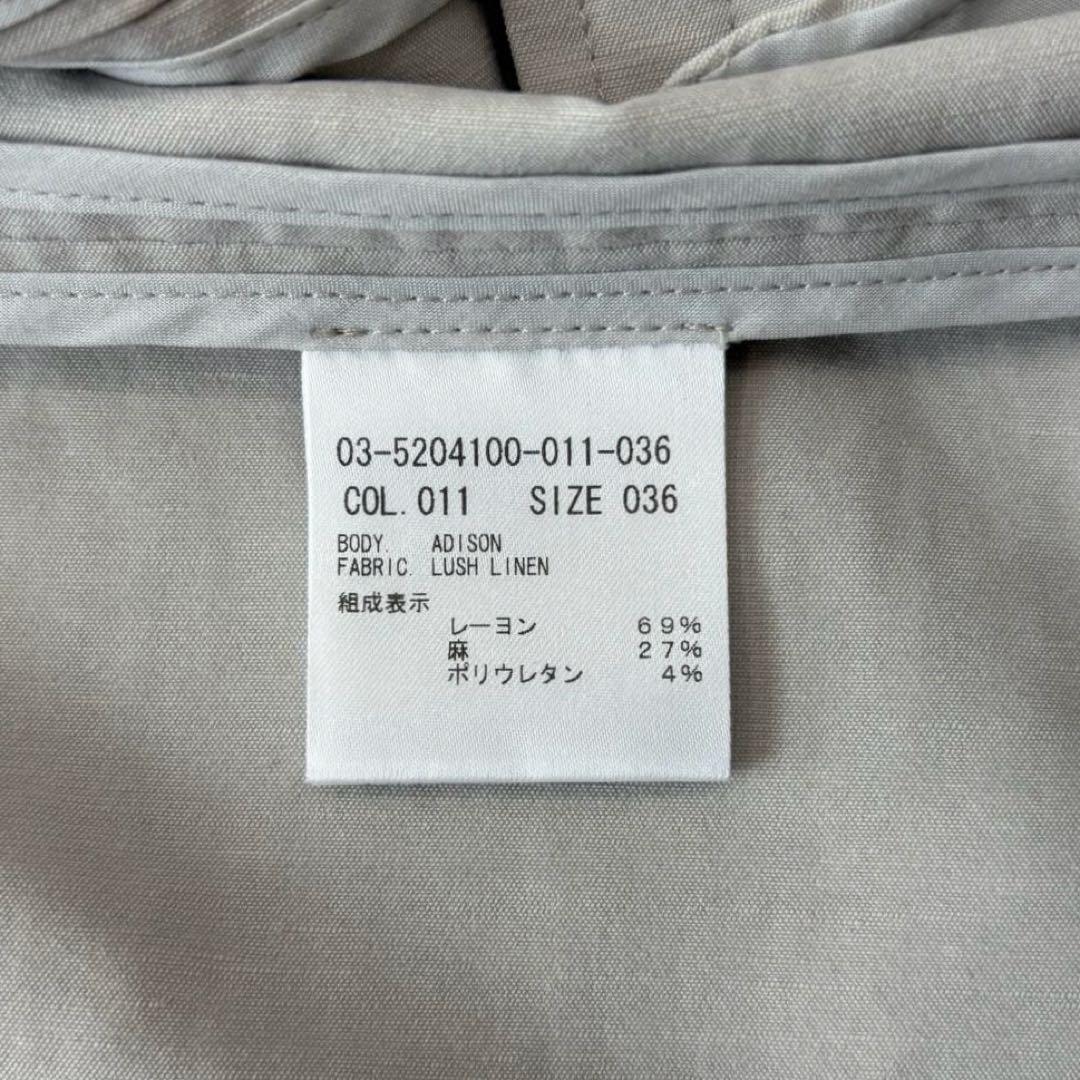 03-5204100-011-036
COL.011 SIZE 036
BODY. ADISON
FABRIC. LUSH LINEN
組成表示
レーヨン 69%
麻 27%
ポリウレタン 4%